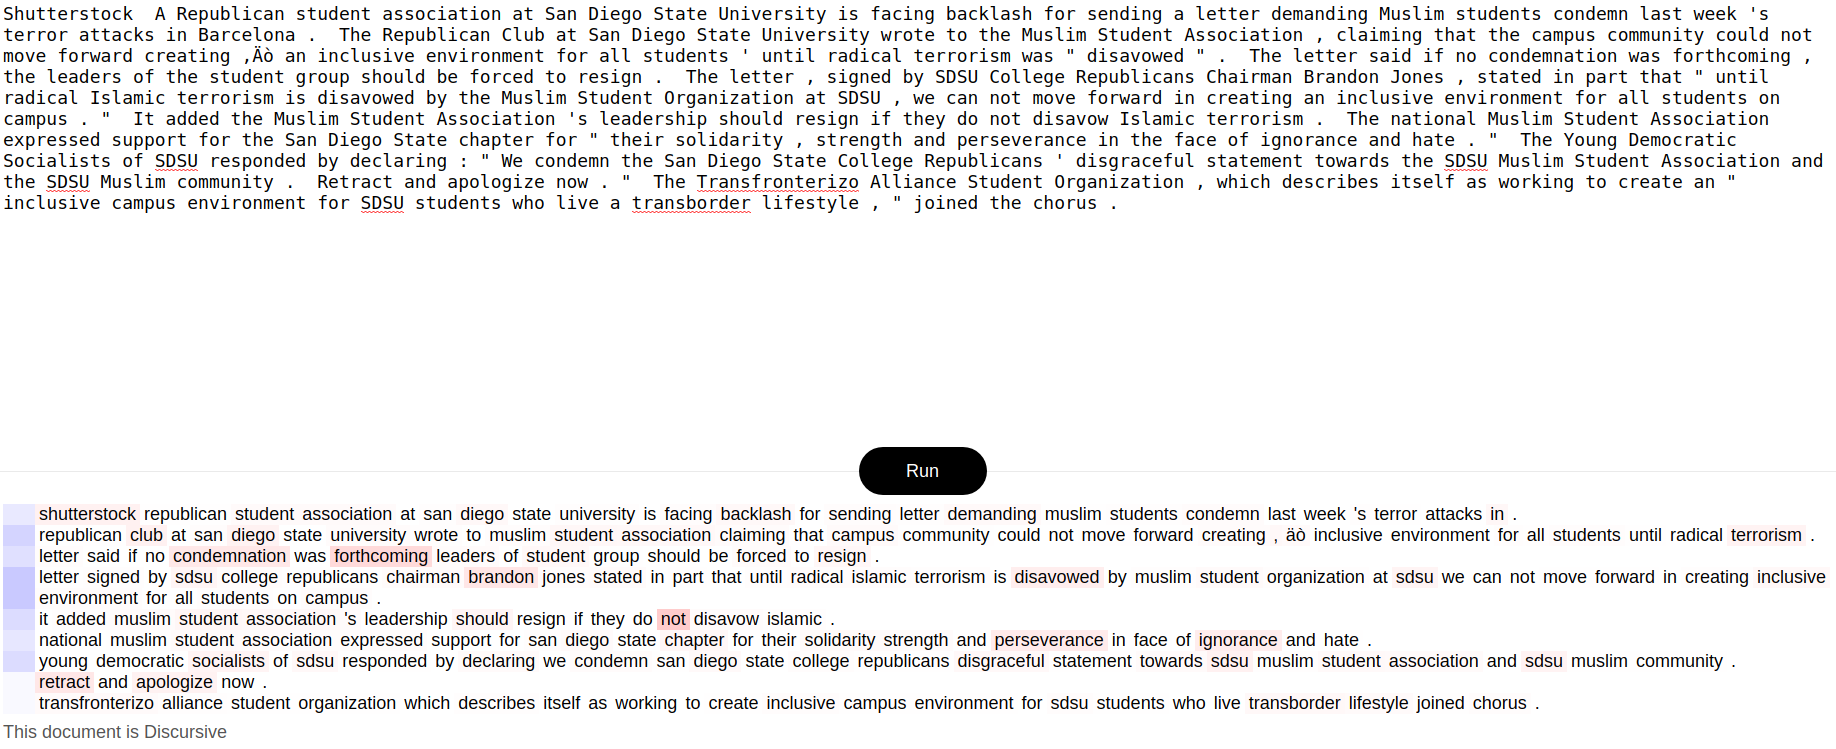 Shutterstock  A Republican student association at San Diego State University is facing backlash for sending a letter demanding Muslim students condemn last week 's
terror attacks in Barcelona .  The Republican Club at San Diego State University wrote to the Muslim Student Association , claiming that the campus community could not
move forward creating ‚Äò an inclusive environment for all students ' until radical terrorism was " disavowed " .  The letter said if no condemnation was forthcoming ,
the leaders of the student group should be forced to resign .  The letter , signed by SDSU College Republicans Chairman Brandon Jones , stated in part that " until
radical Islamic terrorism is disavowed by the Muslim Student Organization at SDSU , we can not move forward in creating an inclusive environment for all students on
campus . "  It added the Muslim Student Association 's leadership should resign if they do not disavow Islamic terrorism .  The national Muslim Student Association
expressed support for the San Diego State chapter for " their solidarity , strength and perseverance in the face of ignorance and hate . "  The Young Democratic
Socialists of SDSU responded by declaring : " We condemn the San Diego State College Republicans ' disgraceful statement towards the SDSU Muslim Student Association and
the SDSU Muslim community .  Retract and apologize now . "  The Transfronterizo Alliance Student Organization , which describes itself as working to create an "
inclusive campus environment for SDSU students who live a transborder lifestyle , " joined the chorus .
Run
shutterstock republican student association at san diego state university is facing backlash for sending letter demanding muslim students condemn last week 's terror attacks in .
republican club at san diego state university wrote to muslim student association claiming that campus community could not move forward creating ‚ äò inclusive environment for all students until radical terrorism .
letter said if no condemnation was forthcoming leaders of student group should be forced to resign .
letter signed by sdsu college republicans chairman brandon jones stated in part that until radical islamic terrorism is disavowed by muslim student organization at sdsu we can not move forward in creating inclusive
environment for all students on campus .
it added muslim student association 's leadership should resign if they do not disavow islamic .
national muslim student association expressed support for san diego state chapter for their solidarity strength and perseverance in face of ignorance and hate .
young democratic socialists of sdsu responded by declaring we condemn san diego state college republicans disgraceful statement towards sdsu muslim student association and sdsu muslim community .
retract and apologize now .
transfronterizo alliance student organization which describes itself as working to create inclusive campus environment for sdsu students who live transborder lifestyle joined chorus .
This document is Discursive